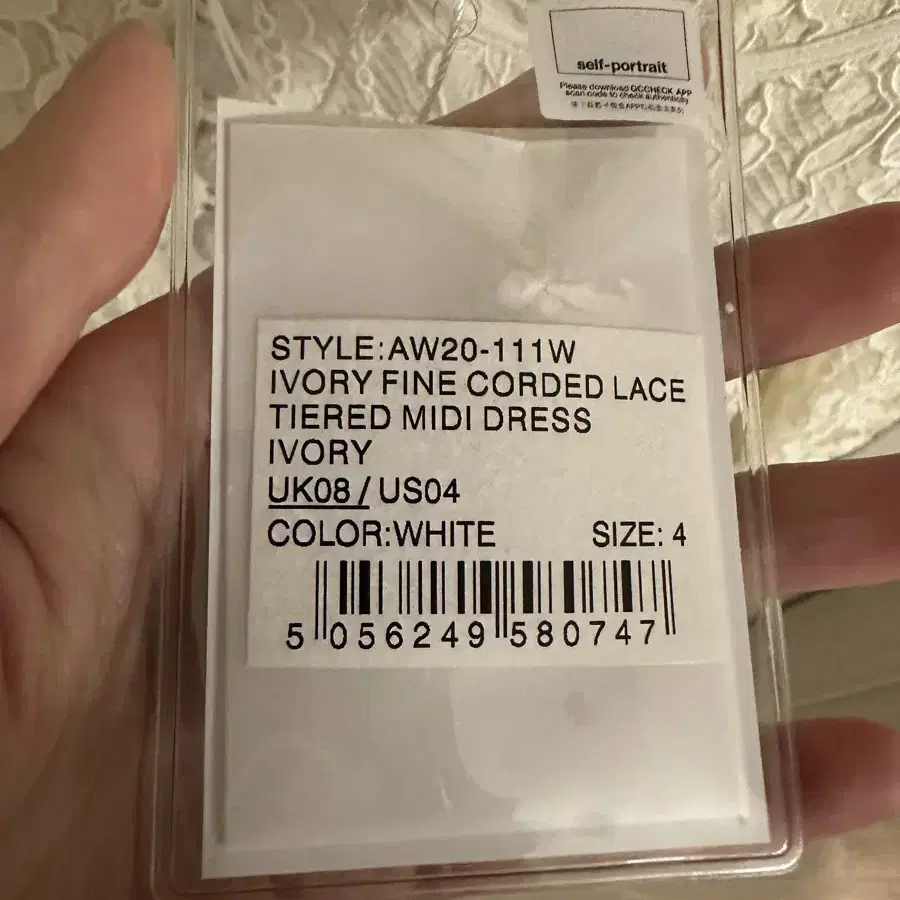 self-portrait
Please download QCCHECK APP
scan code to check authenticity
STYLE:AW20-111W
IVORY FINE CORDED LACE
TIERED MIDI DRESS
IVORY
UK08 / US04
COLOR:WHITE SIZE: 4
5 056249 580747